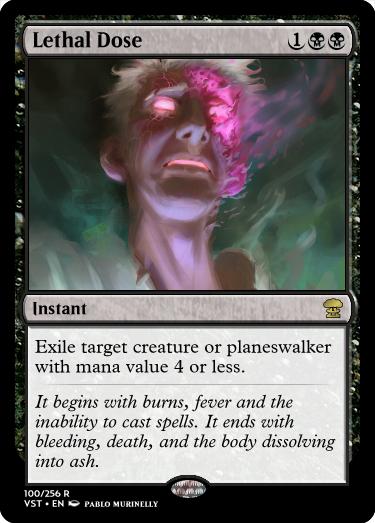 Lethal Dose 1
Instant
Exile target creature or planeswalker
with mana value 4 or less.
It begins with burns, fever and the
inability to cast spells. It ends with
bleeding, death, and the body dissolving
into ash.
100/256 R
VST • EN PABLO MURINELLY